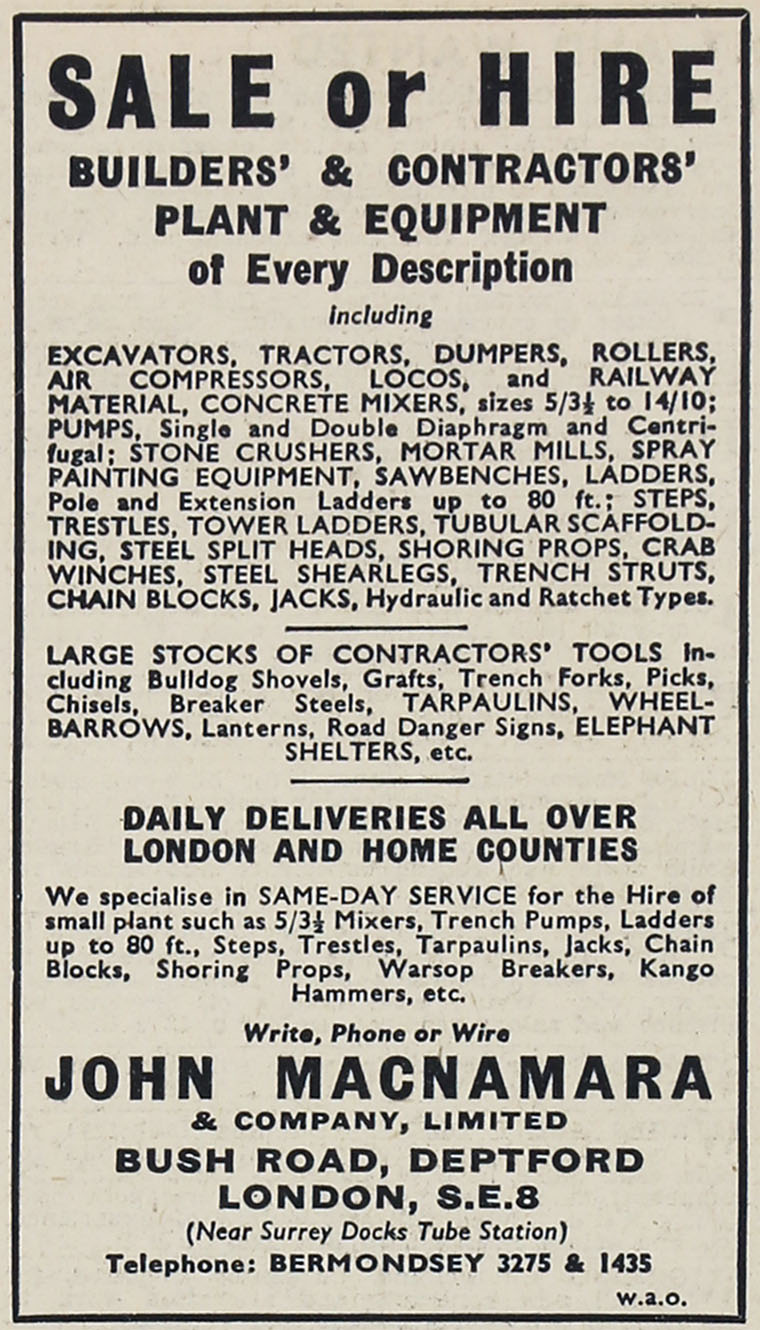 SALE or HIRE
BUILDERS' & CONTRACTORS'
PLANT & EQUIPMENT
of Every Description
including
EXCAVATORS, TRACTORS, DUMPERS, ROLLERS,
AIR COMPRESSORS, LOCOS, and RAILWAY
MATERIAL, CONCRETE MIXERS, sizes 5/3½ to 14/10;
PUMPS, Single and Double Diaphragm and Centri-
fugal; STONE CRUSHERS, MORTAR MILLS, SPRAY
PAINTING EQUIPMENT, SAWBENCHES, LADDERS,
Pole and Extension Ladders up to 80 ft.; STEPS,
TRESTLES, TOWER LADDERS, TUBULAR SCAFFOLD-
ING, STEEL SPLIT HEADS, SHORING PROPS, CRAB
WINCHES, STEEL SHEARLEGS, TRENCH STRUTS,
CHAIN BLOCKS, JACKS, Hydraulic and Ratchet Types.
LARGE STOCKS OF CONTRACTORS' TOOLS in-
cluding Bulldog Shovels, Grafts, Trench Forks, Picks,
Chisels, Breaker Steels, TARPAULINS, WHEEL-
BARROWS, Lanterns, Road Danger Signs, ELEPHANT
SHELTERS, etc.
DAILY DELIVERIES ALL OVER
LONDON AND HOME COUNTIES
We specialise in SAME-DAY SERVICE for the Hire of
small plant such as 5/3½ Mixers, Trench Pumps, Ladders
up to 80 ft., Steps, Trestles, Tarpaulins, Jacks, Chain
Blocks, Shoring Props, Warsop Breakers, Kango
Hammers, etc.
Write, Phone or Wire
JOHN MACNAMARA
& COMPANY, LIMITED
BUSH ROAD, DEPTFORD
LONDON, S.E.8
(Near Surrey Docks Tube Station)
Telephone: BERMONDSEY 3275 & 1435
W.a.o.